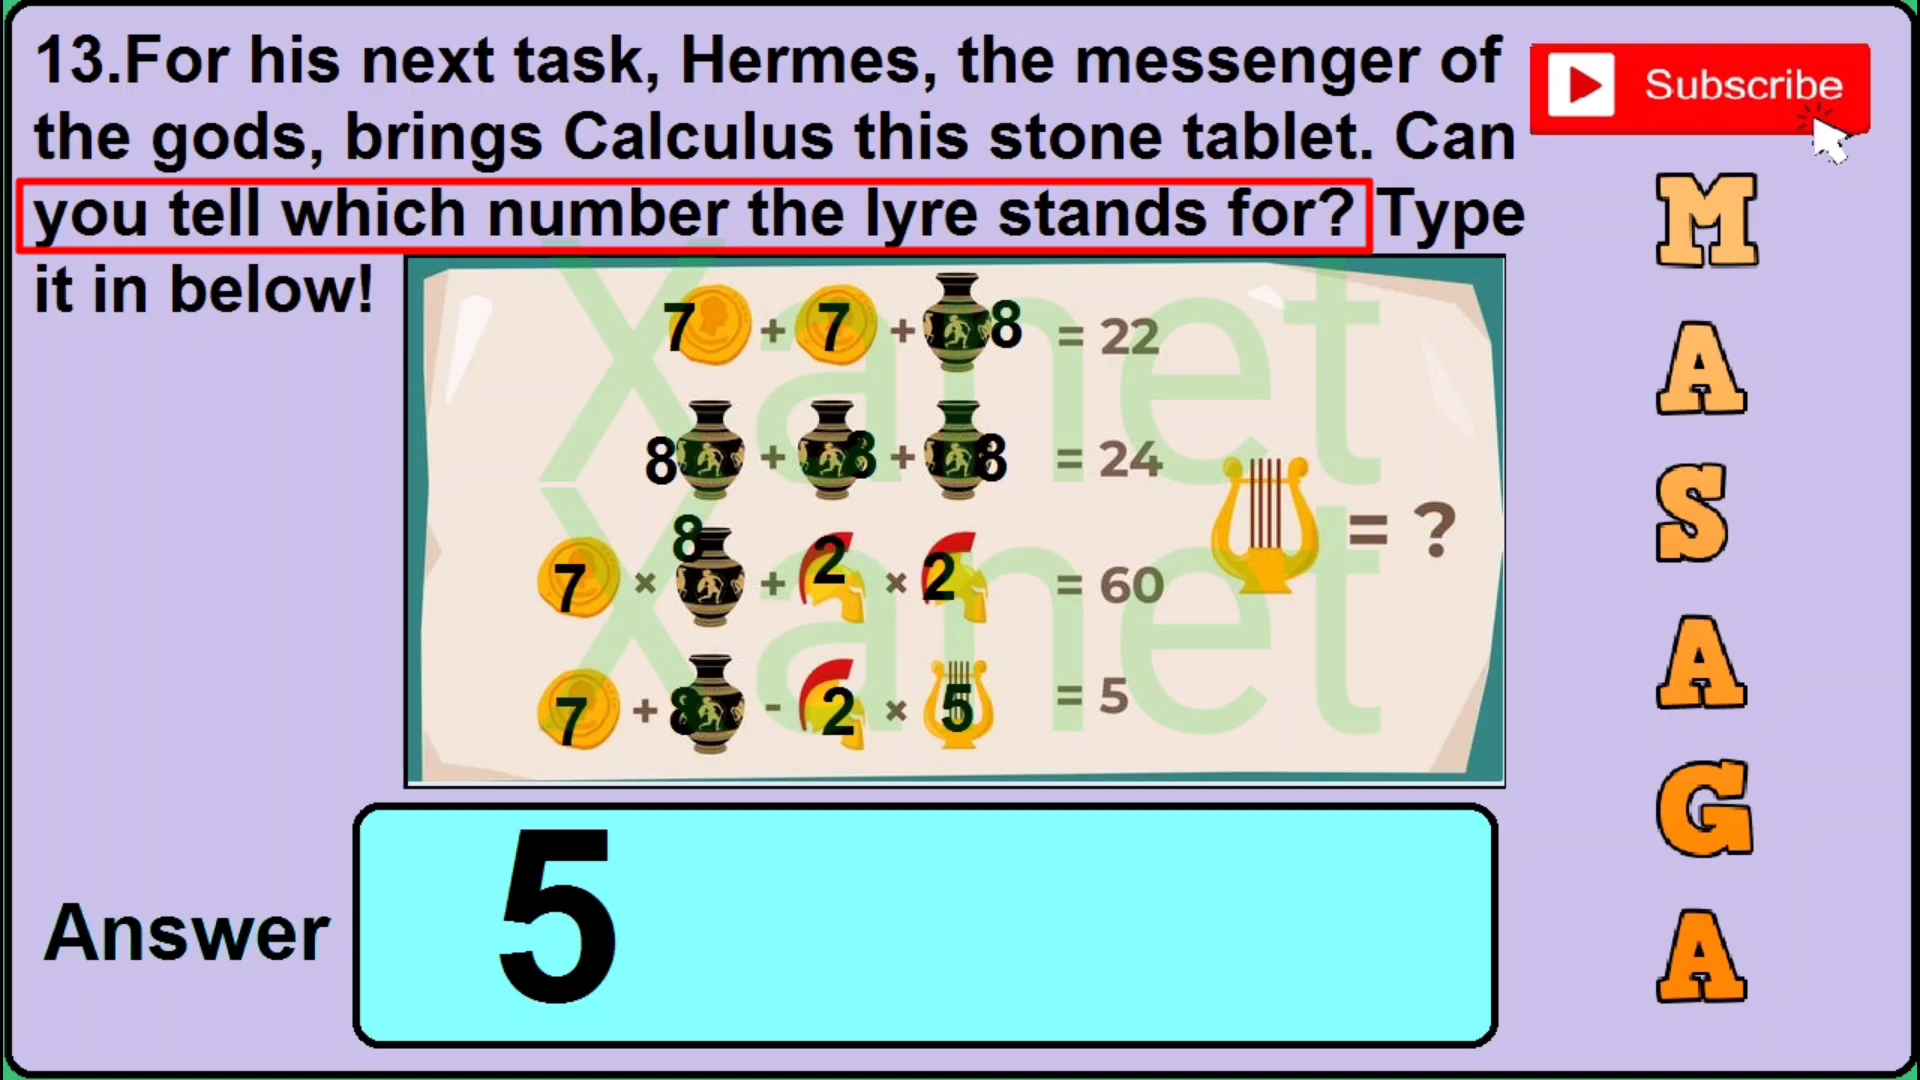 13.For his next task, Hermes, the messenger of
the gods, brings Calculus this stone tablet. Can
you tell which number the lyre stands for? Type
it in below!
Subscribe
7 + 7 + 8 = 22
8 + 8 + 8 = 24
7 × 8 + 2 × 2 = 60
7 + 8 - 2 × 5 = 5
= ?
Xanet
Xanet
Answer
5
M
A
S
A
G
A